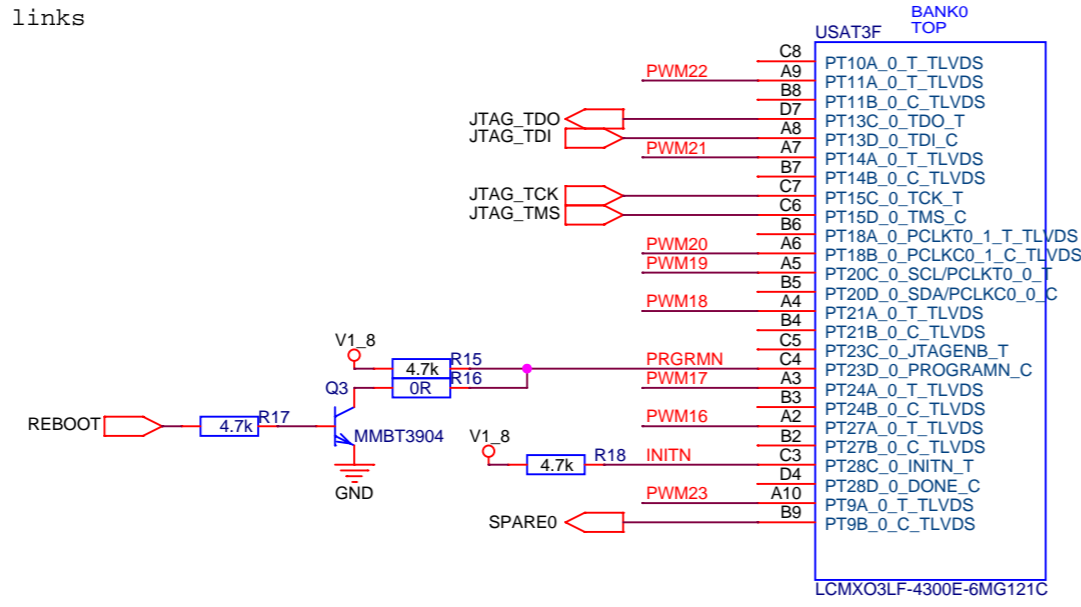 links
BANK0
TOP
USAT3F
C8 PT10A_0_T_TLVDS
PWM22 A9 PT11A_0_T_TLVDS
B8 PT11B_0_C_TLVDS
JTAG_TDO D7 PT13C_0_TDO_T
JTAG_TDI A8 PT13D_0_TDI_C
PWM21 A7 PT14A_0_T_TLVDS
B7 PT14B_0_C_TLVDS
JTAG_TCK C7 PT15C_0_TCK_T
JTAG_TMS C6 PT15D_0_TMS_C
B6 PT18A_0_PCLKT0_1_T_TLVDS
PWM20 A6 PT18B_0_PCLKC0_1_C_TLVDS
PWM19 A5 PT20C_0_SCL/PCLKT0_0_T
B5 PT20D_0_SDA/PCLKC0_0_C
PWM18 A4 PT21A_0_T_TLVDS
B4 PT21B_0_C_TLVDS
V1_8 C5 PT23C_0_JTAGENB_T
4.7k R15 PRGRMN C4 PT23D_0_PROGRAMN_C
Q3 0R R16 PWM17 A3 PT24A_0_T_TLVDS
B3 PT24B_0_C_TLVDS
REBOOT 4.7k R17 PWM16 A2 PT27A_0_T_TLVDS
MMBT3904 V1_8 B2 PT27B_0_C_TLVDS
4.7k R18 INITN C3 PT28C_0_INITN_T
D4 PT28D_0_DONE_C
GND PWM23 A10 PT9A_0_T_TLVDS
SPARE0 B9 PT9B_0_C_TLVDS
LCMXO3LF-4300E-6MG121C